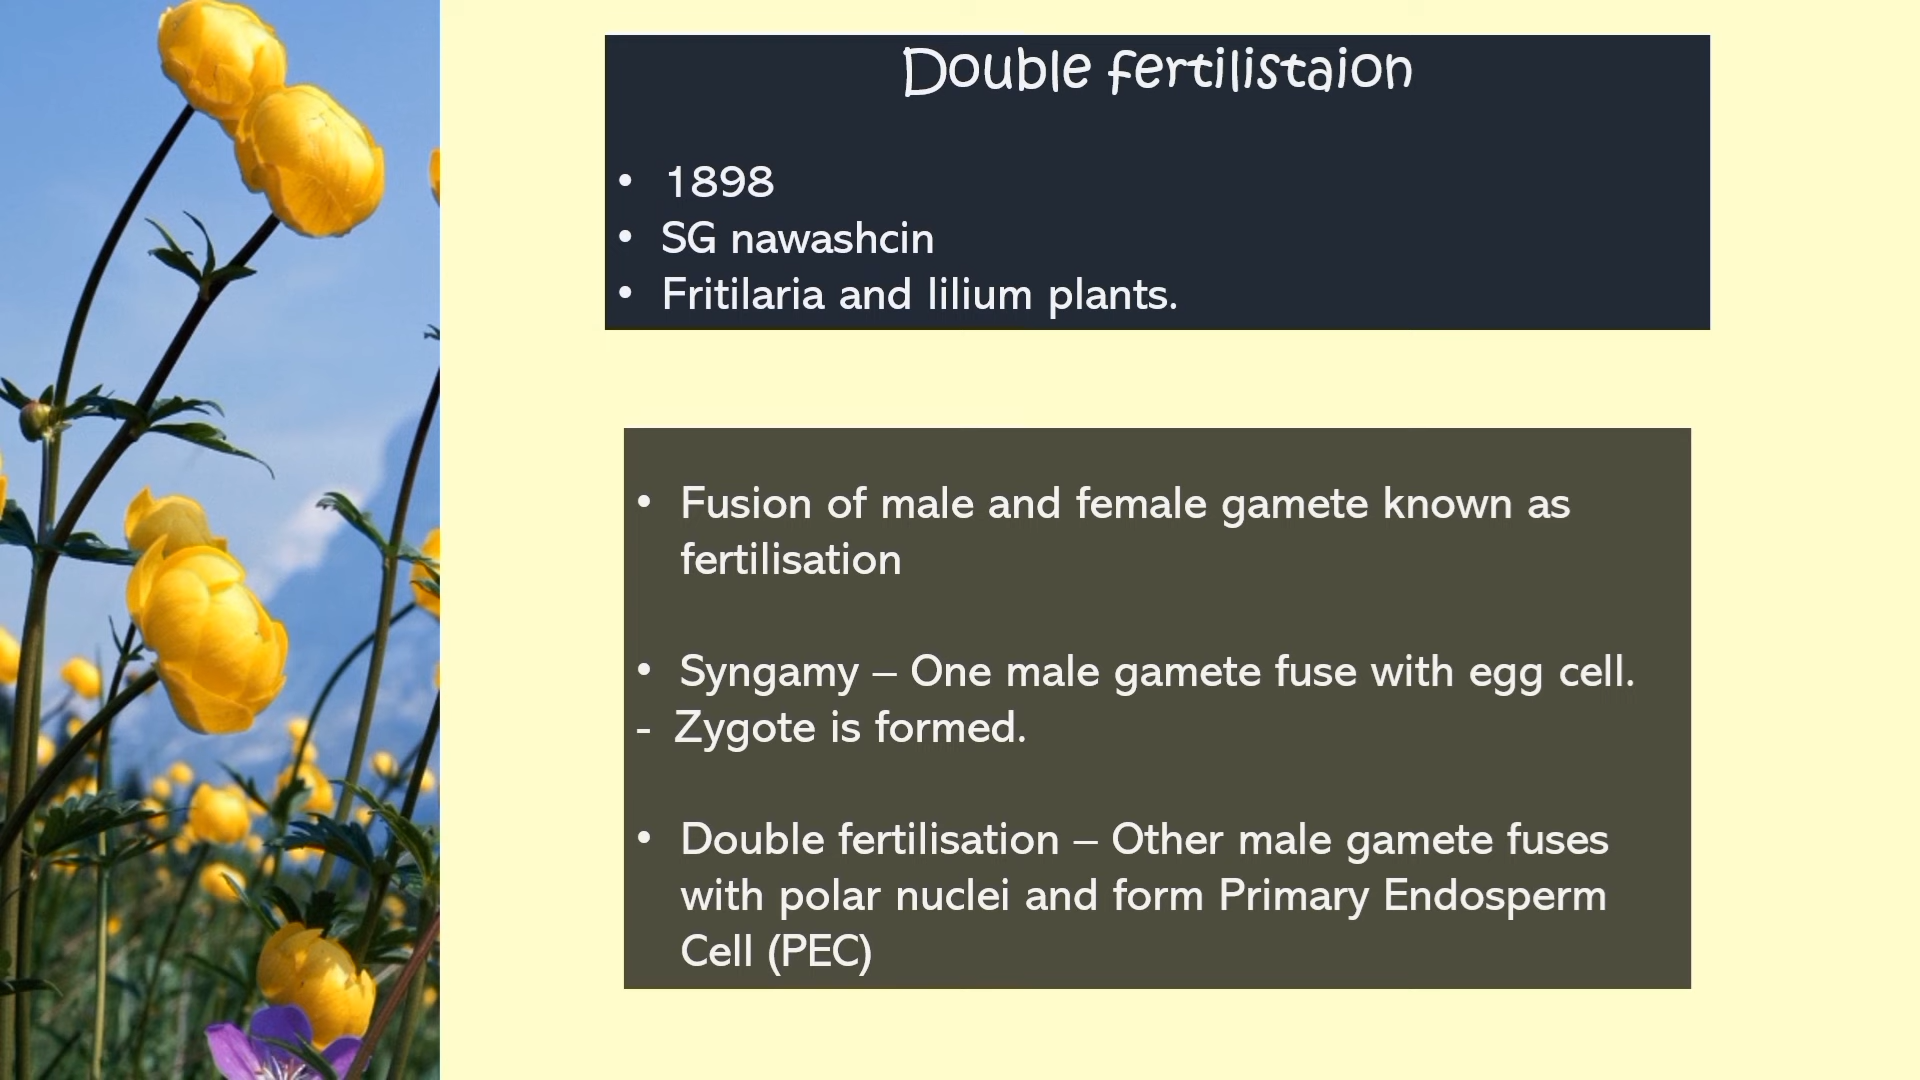 Double fertilistaion
• 1898
• SG nawashcin
• Fritilaria and lilium plants.
• Fusion of male and female gamete known as
fertilisation
• Syngamy – One male gamete fuse with egg cell.
- Zygote is formed.
• Double fertilisation – Other male gamete fuses
with polar nuclei and form Primary Endosperm
Cell (PEC)